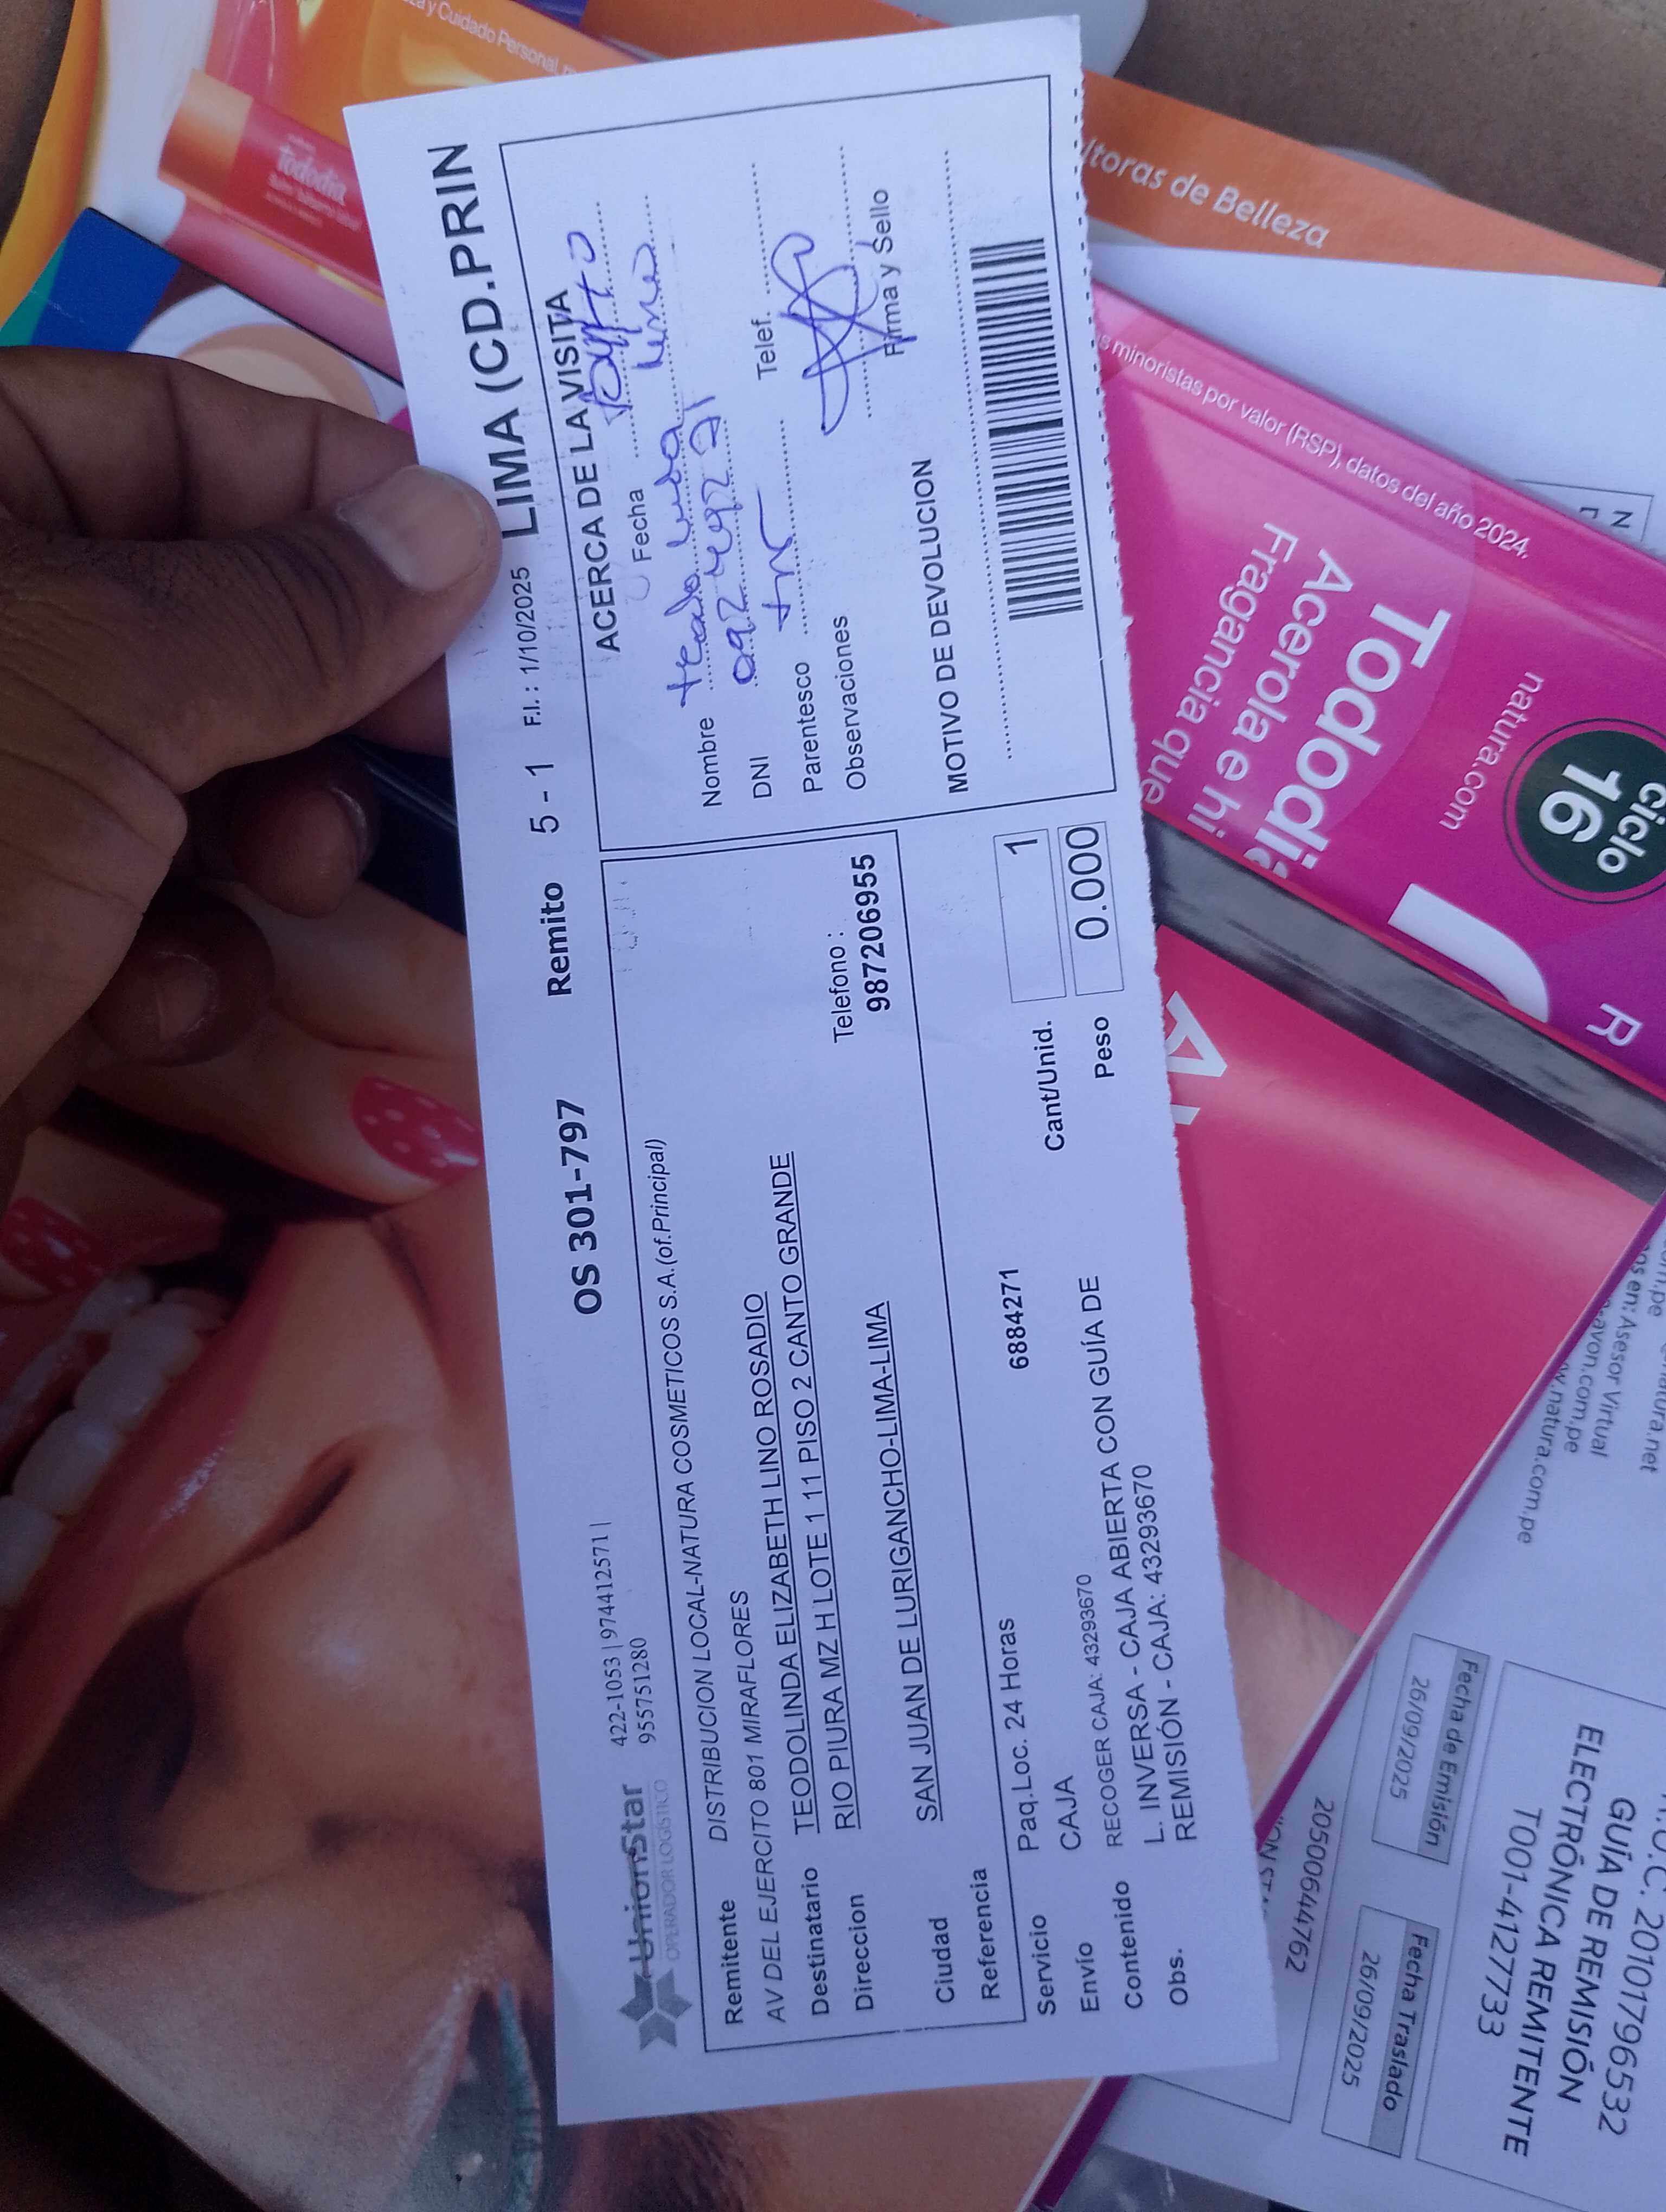 UnionStar
OPERADOR LOGÍSTICO
422-1053 | 974412571 |
955751280
OS 301-797
Remito 5 - 1
F.I.: 1/10/2025
LIMA (CD.PRIN
Remitente DISTRIBUCION LOCAL-NATURA COSMETICOS S.A.(of.Principal)
AV DEL EJERCITO 801 MIRAFLORES
Destinatario TEODOLINDA ELIZABETH LINO ROSADIO
Direccion RIO PIURA MZ H LOTE 1 111 PISO 2 CANTO GRANDE
Telefono :
987206955
Ciudad SAN JUAN DE LURIGANCHO-LIMA-LIMA
Referencia
Servicio Paq.Loc. 24 Horas 6884271
Envío CAJA
Contenido RECOGER CAJA: 43293670
Obs. L. INVERSA - CAJA ABIERTA CON GUÍA DE
REMISIÓN - CAJA: 43293670
Cant/Unid. 1
Peso 0.000
ACERCA DE LA VISITA
Fecha
Nombre
DNI
Parentesco
Telef.
Observaciones
Firma y Sello
MOTIVO DE DEVOLUCION
a y Cuidado Personal
Tododia
ltoras de Belleza
s minoristas por valor (RSP), datos del año 2024.
Tododia
Acerola e hi
Fragancia que
natura.com
ciclo
16
R
20500644762
Fecha de Emisión
26/09/2025
Fecha Traslado
26/09/2025
R.U.C. 20101796532
GUÍA DE REMISIÓN
ELECTRÓNICA REMITENTE
T001-4127733
os en: Asesor Virtual
avon.com.pe
w.natura.com.pe
natura.net